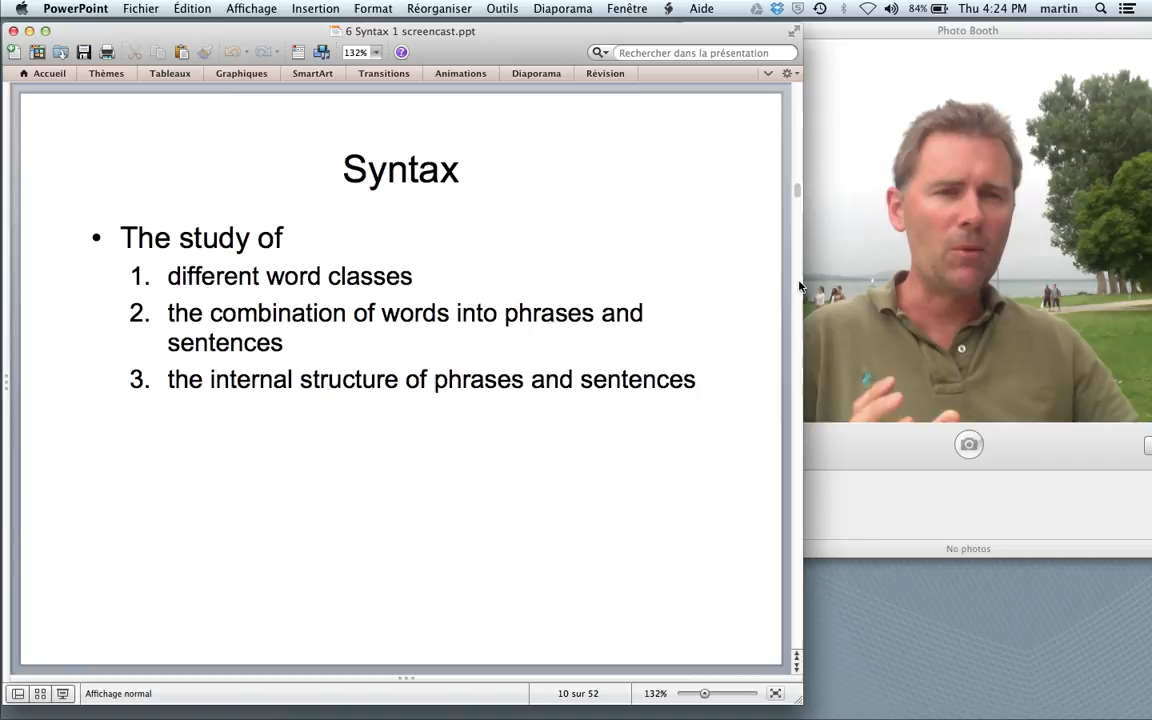 PowerPoint Fichier Édition Affichage Insertion Format Réorganiser Outils Diaporama Fenêtre Aide 84% Thu 4:24 PM martin
6 Syntax 1 screencast.ppt
Photo Booth
132% Rechercher dans la présentation
Accueil Thèmes Tableaux Graphiques SmartArt Transitions Animations Diaporama Révision
Syntax
• The study of
1. different word classes
2. the combination of words into phrases and
sentences
3. the internal structure of phrases and sentences
No photos
Affichage normal 10 sur 52 132%